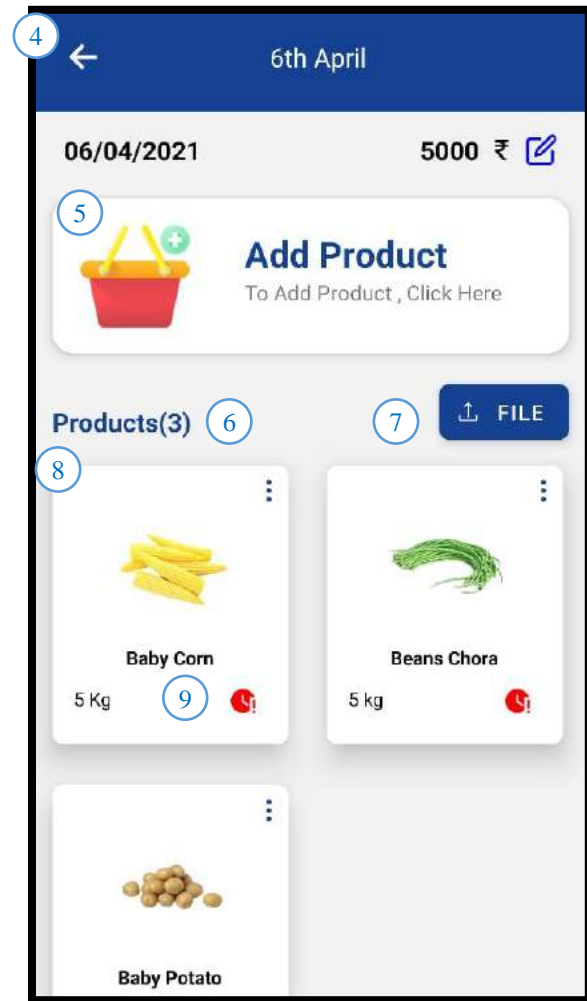 4
6th April
06/04/2021 5000 ₹
5
Add Product
To Add Product , Click Here
Products(3) 6 7 FILE
8
Baby Corn Beans Chora
5 Kg 9 5 kg
Baby Potato